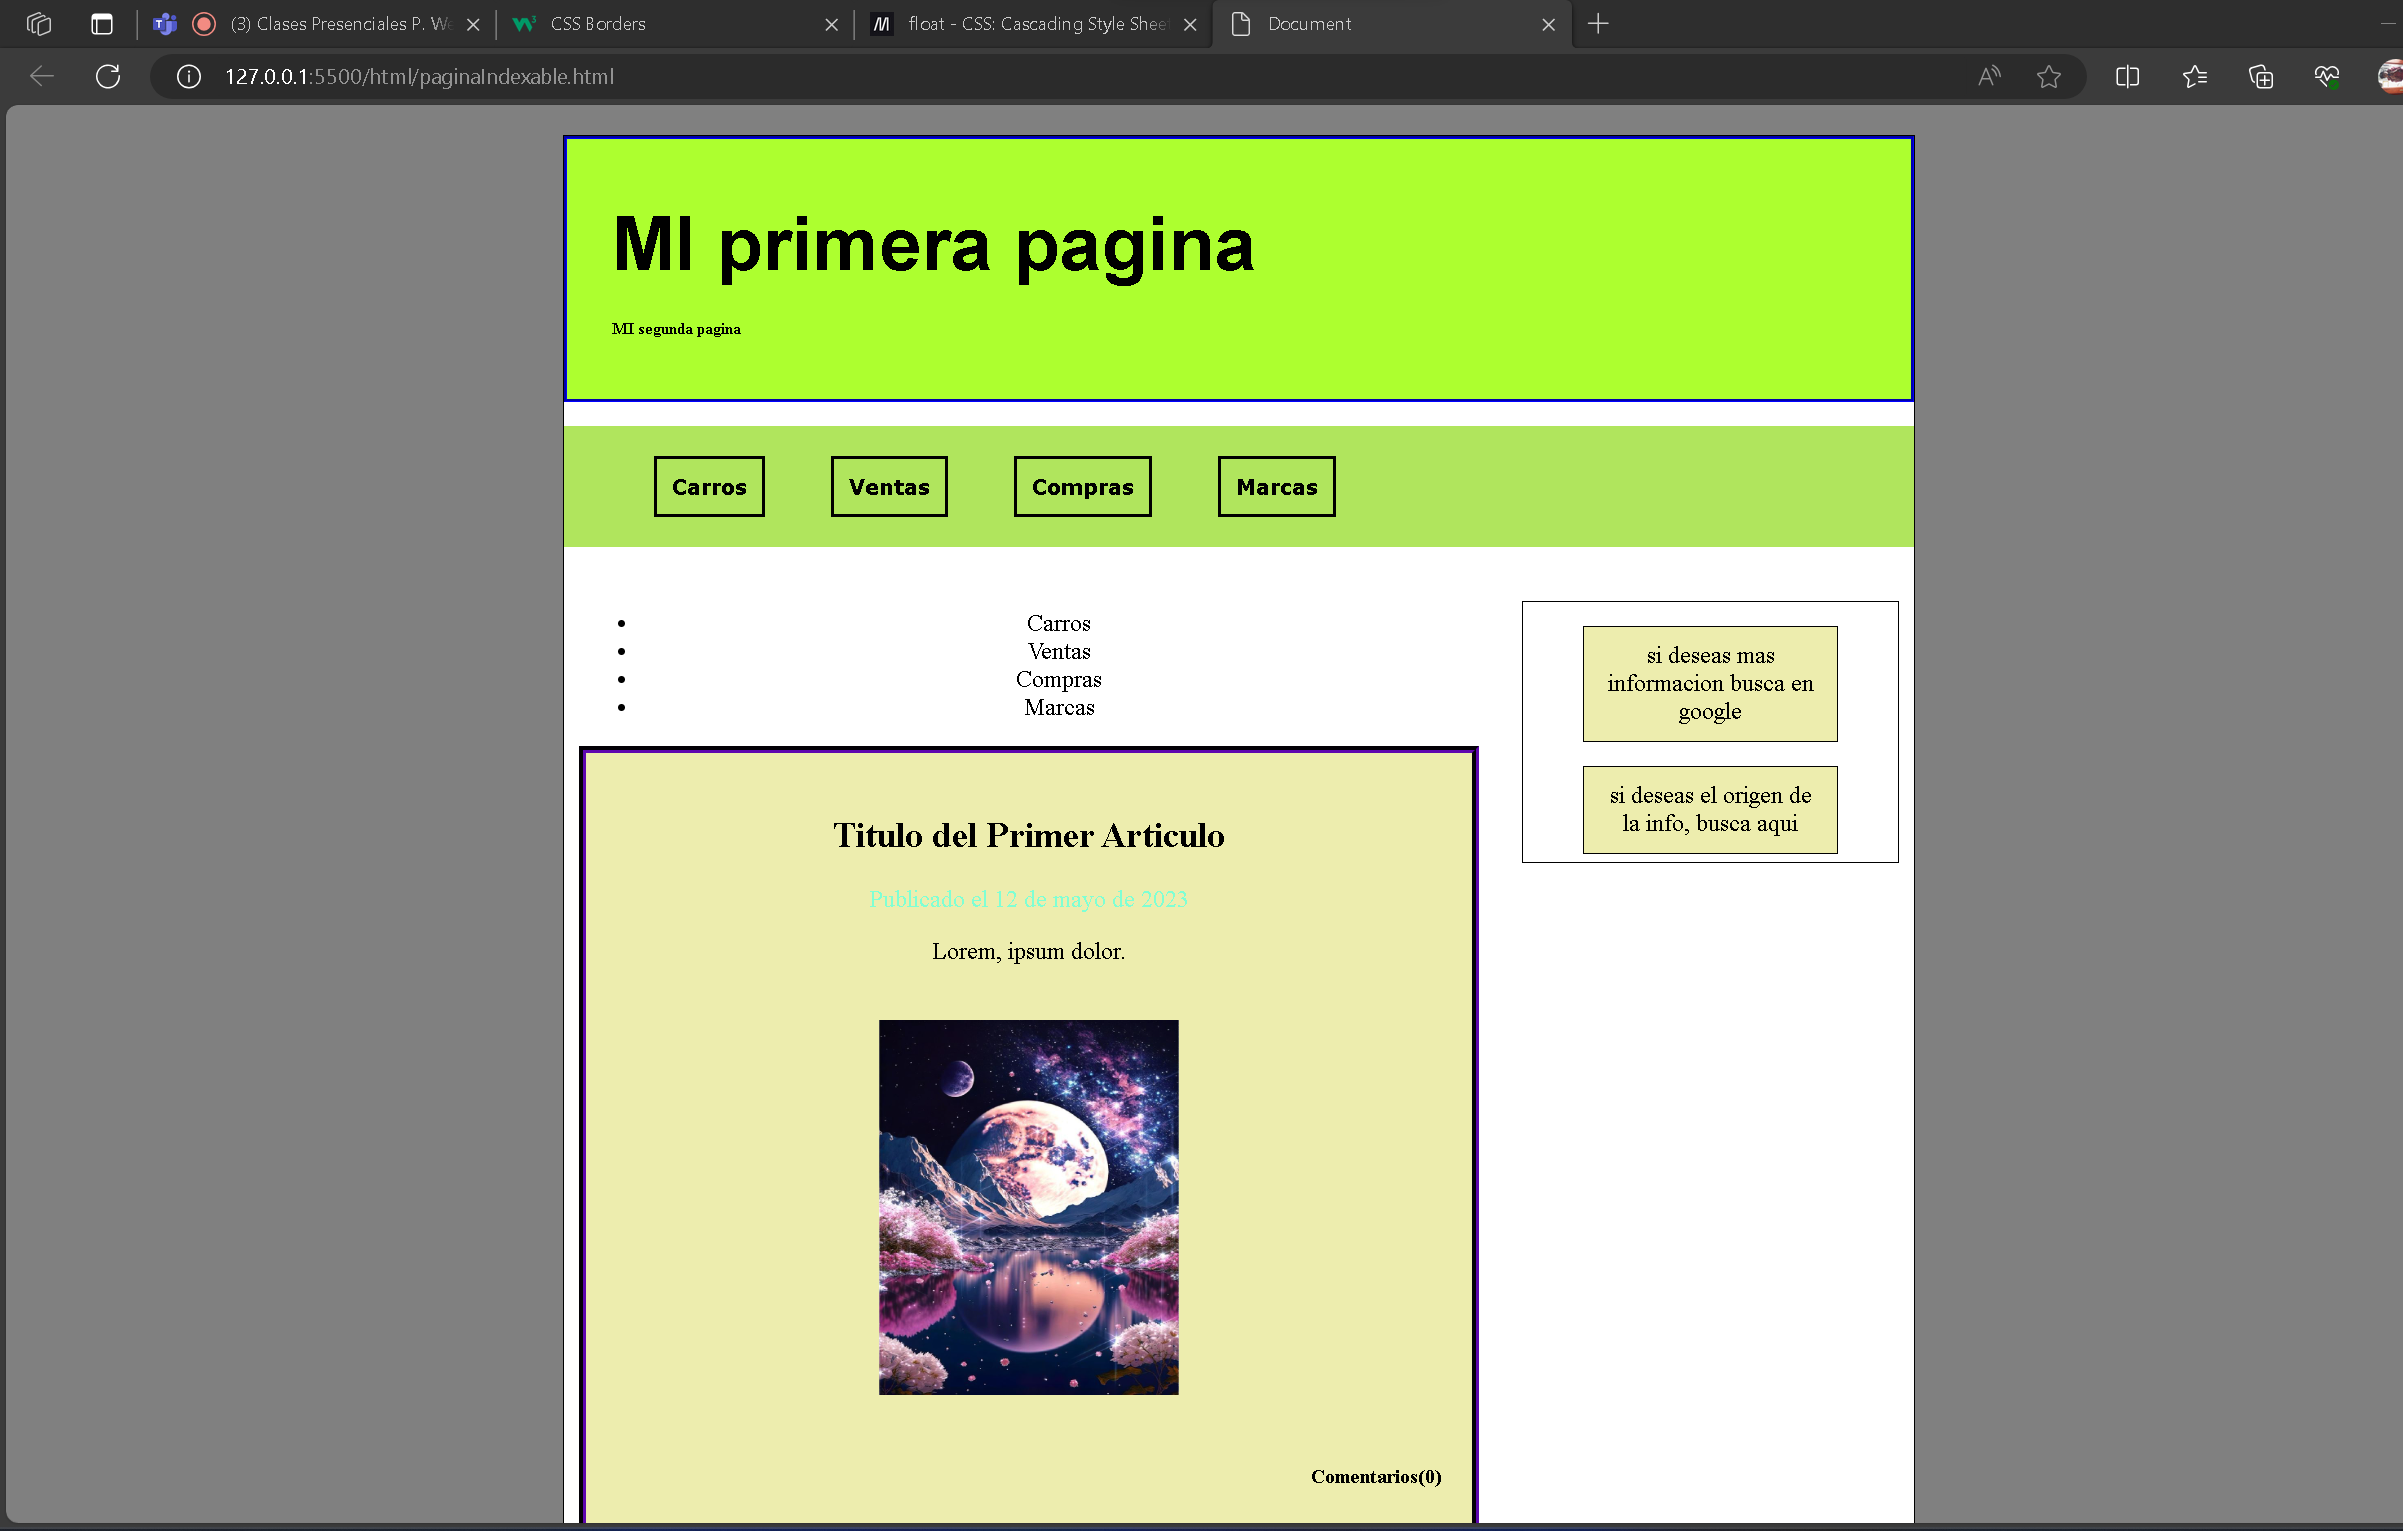 (3) Clases Presenciales P. We
CSS Borders
float - CSS: Cascading Style Shee
Document
127.0.0.1:5500/html/paginaIndexable.html
MI primera pagina
MI segunda pagina
Carros
Ventas
Compras
Marcas
Carros
Ventas
Compras
Marcas
si deseas mas
informacion busca en
google
si deseas el origen de
la info, busca aqui
Titulo del Primer Articulo
Publicado el 12 de mayo de 2023
Lorem, ipsum dolor.
Comentarios(0)